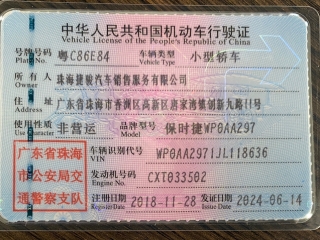 中华人民共和国机动车行驶证
Vehicle License of the People's Republic of China
号牌号码 粤C86E84 车辆类型 小型轿车
Plate No. Vehicle Type
所有人 珠海捷骏汽车销售服务有限公司
Owner
住址 广东省珠海市香洲区高新区唐家湾镇创新九路11号
Address
使用性质 非营运 品牌型号 保时捷WP0AA297
Use Character Model
广东省珠海
市公安局交
通警察支队
车辆识别代号 WP0AA2971JL118636
VIN
发动机号码 CXT033502
Engine No.
注册日期 2018-11-28 发证日期 2024-06-14
Register Date Issue Date